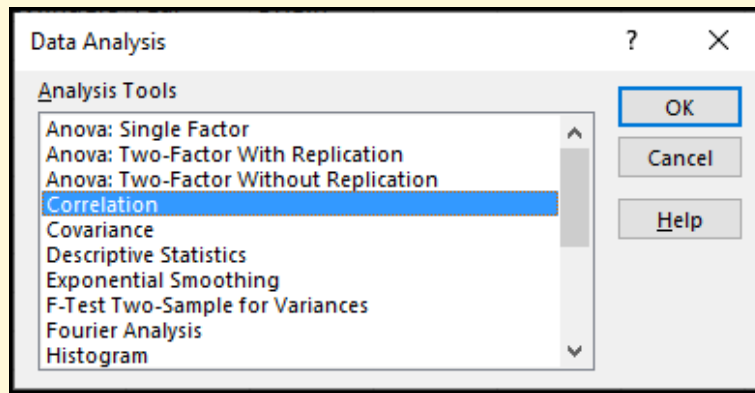 Data Analysis
?
Analysis Tools
Anova: Single Factor
Anova: Two-Factor With Replication
Anova: Two-Factor Without Replication
Correlation
Covariance
Descriptive Statistics
Exponential Smoothing
F-Test Two-Sample for Variances
Fourier Analysis
Histogram
OK
Cancel
Help